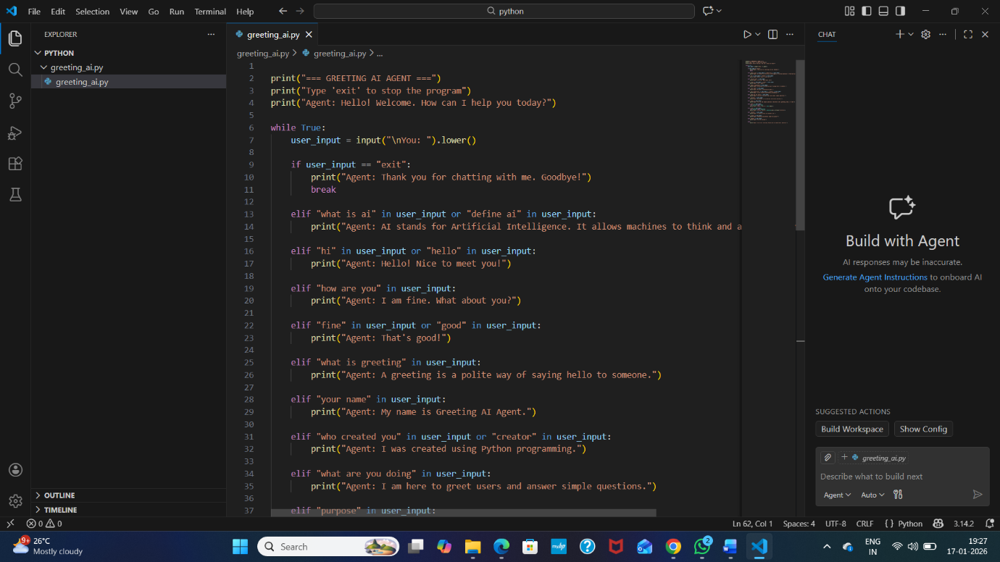 File Edit Selection View Go Run Terminal Help
python
EXPLORER
PYTHON
greeting_ai.py
greeting_ai.py
OUTLINE
TIMELINE
greeting_ai.py
greeting_ai.py > greeting_ai.py > ...
1
2 print("=== GREETING AI AGENT ===")
3 print("Type 'exit' to stop the program")
4 print("Agent: Hello! Welcome. How can I help you today?")
5
6 while True:
7 user_input = input("\nYou: ").lower()
8
9 if user_input == "exit":
10 print("Agent: Thank you for chatting with me. Goodbye!")
11 break
12
13 elif "what is ai" in user_input or "define ai" in user_input:
14 print("Agent: AI stands for Artificial Intelligence. It allows machines to think and a
15
16 elif "hi" in user_input or "hello" in user_input:
17 print("Agent: Hello! Nice to meet you!")
18
19 elif "how are you" in user_input:
20 print("Agent: I am fine. What about you?")
21
22 elif "fine" in user_input or "good" in user_input:
23 print("Agent: That's good!")
24
25 elif "what is greeting" in user_input:
26 print("Agent: A greeting is a polite way of saying hello to someone.")
27
28 elif "your name" in user_input:
29 print("Agent: My name is Greeting AI Agent.")
30
31 elif "who created you" in user_input or "creator" in user_input:
32 print("Agent: I was created using Python programming.")
33
34 elif "what are you doing" in user_input:
35 print("Agent: I am here to greet users and answer simple questions.")
36
37 elif "purpose" in user_input:
CHAT
Build with Agent
AI responses may be inaccurate.
Generate Agent Instructions to onboard AI
onto your codebase.
SUGGESTED ACTIONS
Build Workspace Show Config
greeting_ai.py
Describe what to build next
Agent Auto
0 0
Ln 62, Col 1 Spaces: 4 UTF-8 CRLF {} Python 3.14.2
9+ 26°C
Mostly cloudy
Search
2
ENG
IN
19:27
17-01-2026